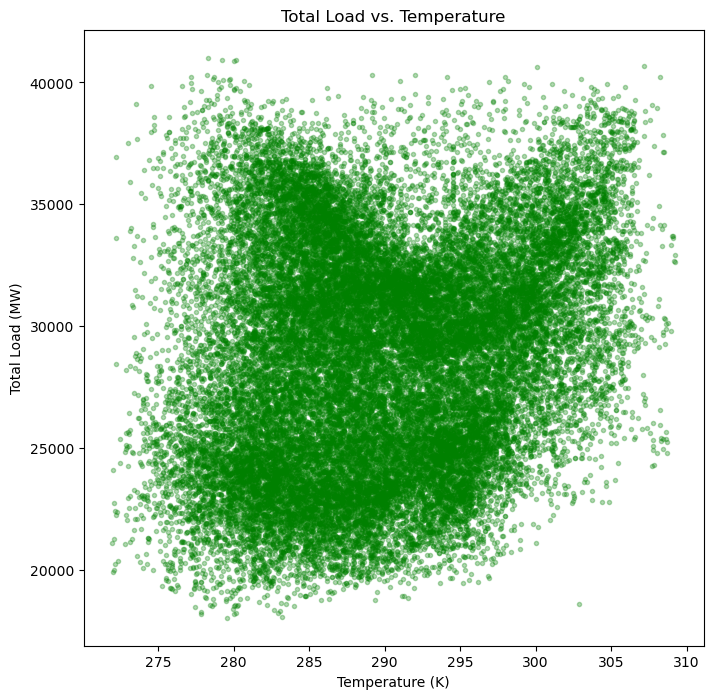 Total Load vs. Temperature
Total Load (MW)
40000
35000
30000
25000
20000
275 280 285 290 295 300 305 310
Temperature (K)